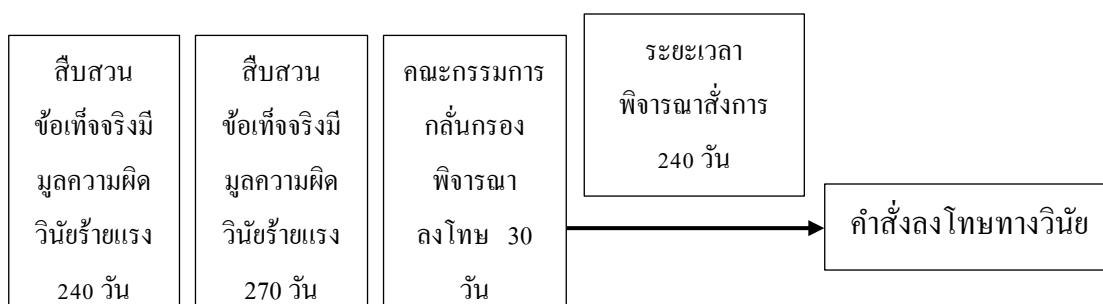 สืบสวน
ข้อเท็จจริงมี
มูลความผิด
วินัยร้ายแรง
240 วัน
สืบสวน
ข้อเท็จจริงมี
มูลความผิด
วินัยร้ายแรง
270 วัน
คณะกรรมการ
กลั่นกรอง
พิจารณา
ลงโทษ 30
วัน
ระยะเวลา
พิจารณาสั่งการ
240 วัน
คำสั่งลงโทษทางวินัย